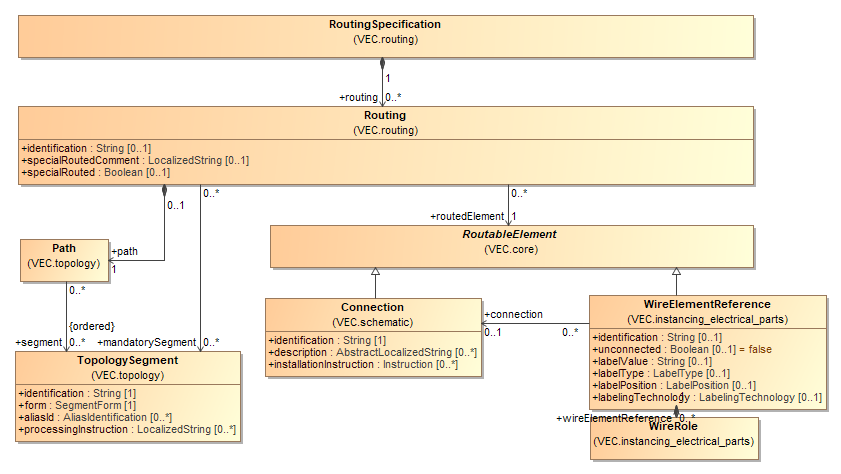 RoutingSpecification
(VEC.routing)
1
+routing 0..*
Routing
(VEC.routing)
+identification : String [0..1]
+specialRoutedComment : LocalizedString [0..1]
+specialRouted : Boolean [0..1]
0..1
0..*
0..*
+routedElement 1
RoutableElement
(VEC.core)
Path
(VEC.topology)
+path
1
0..*
{ordered}
+segment 0..*
+mandatorySegment 0..*
Connection
(VEC.schematic)
+identification : String [1]
+description : AbstractLocalizedString [0..*]
+installationInstruction : Instruction [0..*]
+connection
0..1
0..*
WireElementReference
(VEC.instancing_electrical_parts)
+identification : String [0..1]
+unconnected : Boolean [0..1] = false
+labelValue : String [0..1]
+labelType : LabelType [0..1]
+labelPosition : LabelPosition [0..1]
+labelingTechnology : LabelingTechnology [0..1]
TopologySegment
(VEC.topology)
+identification : String [1]
+form : SegmentForm [1]
+aliasId : AliasIdentification [0..*]
+processingInstruction : LocalizedString [0..*]
1
+wireElementReference 0..*
WireRole
(VEC.instancing_electrical_parts)